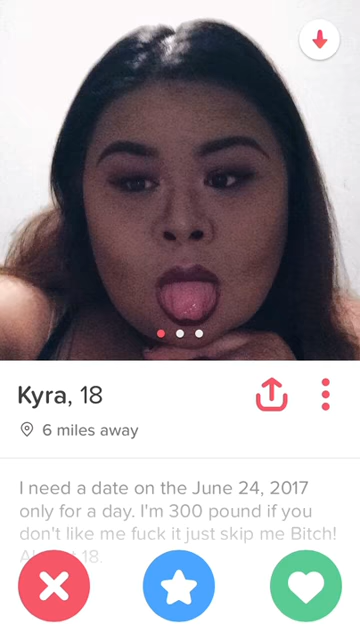 Kyra, 18
6 miles away
I need a date on the June 24, 2017
only for a day. I'm 300 pound if you
don't like me fuck it just skip me Bitch!
18.